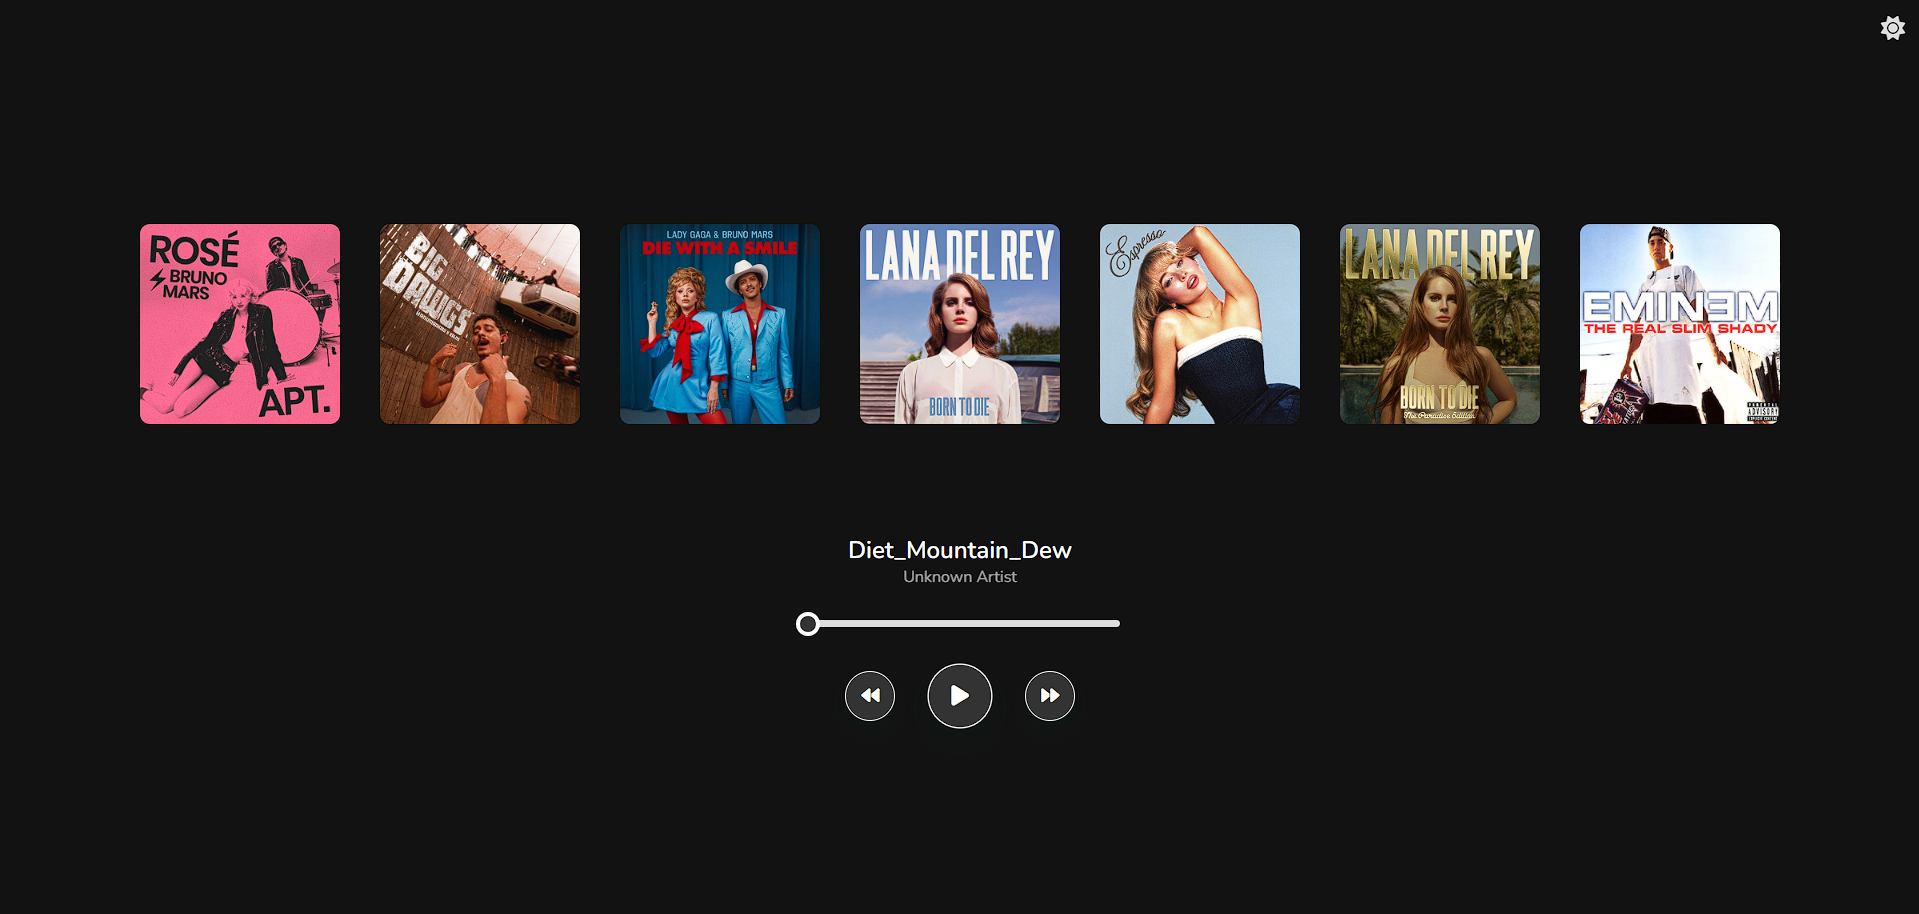 ROSÉ
BRUNO
MARS
APT.
BIG
DAWGS
LADY GAGA & BRUNO MARS
DIE WITH A SMILE
LANA DEL REY
BORN TO DIE
Espresso
LANA DEL REY
BORN TO DIE
The Paradise Edition
EMINEM
THE REAL SLIM SHADY
PARENTAL
ADVISORY
EXPLICIT CONTENT
Diet_Mountain_Dew
Unknown Artist